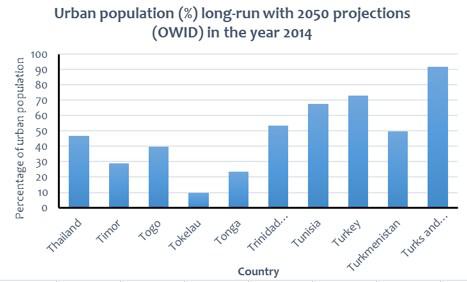 Urban population (%) long-run with 2050 projections
(OWID) in the year 2014
Percentage of urban population
100
90
80
70
60
50
40
30
20
10
0
Thailand
Timor
Togo
Tokelau
Tonga
Trinidad...
Tunisia
Turkey
Turkmenistan
Turks and...
Country